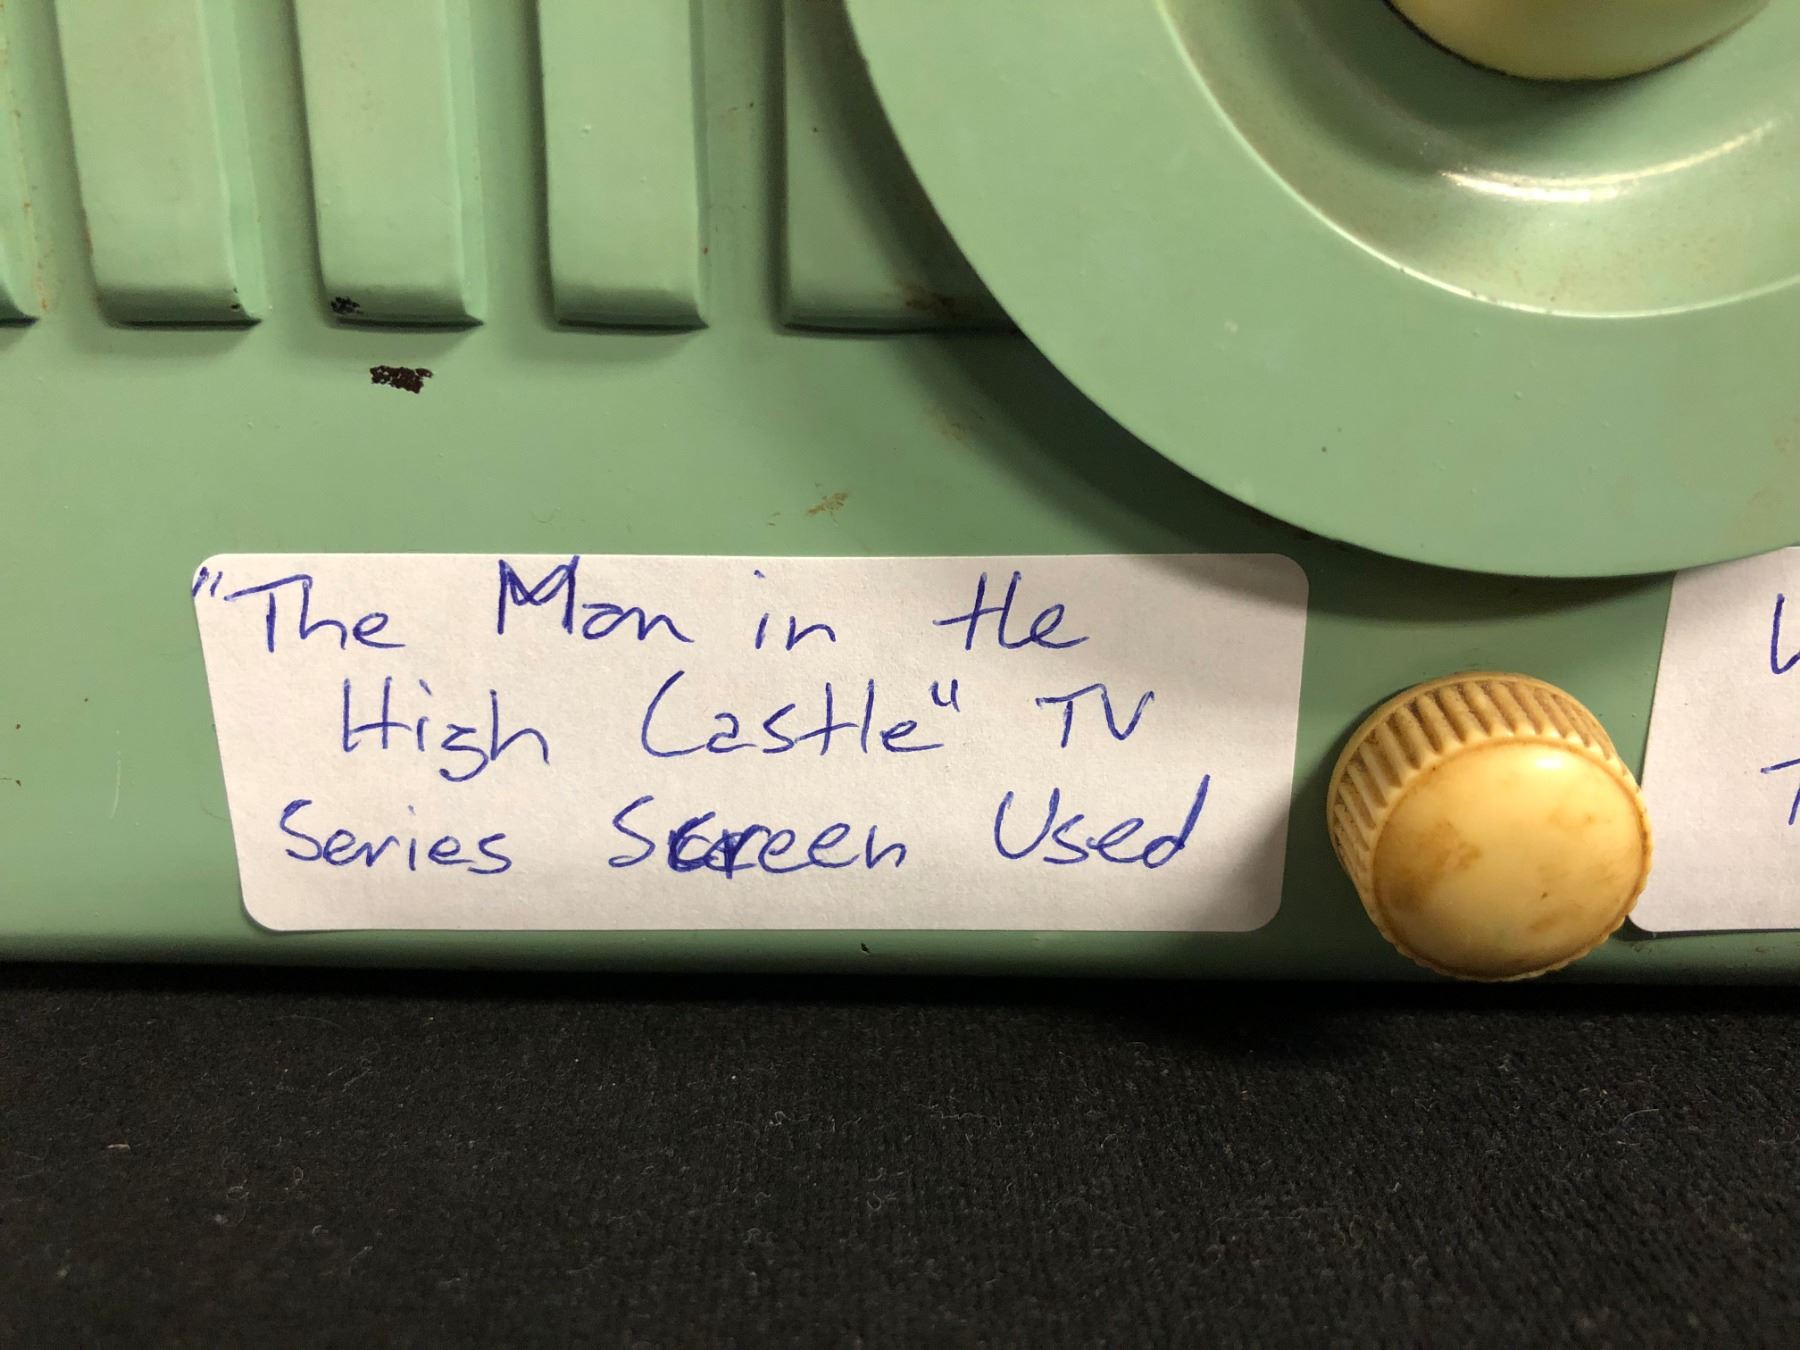 "The Man in the
High Castle" TV
Series Screen Used